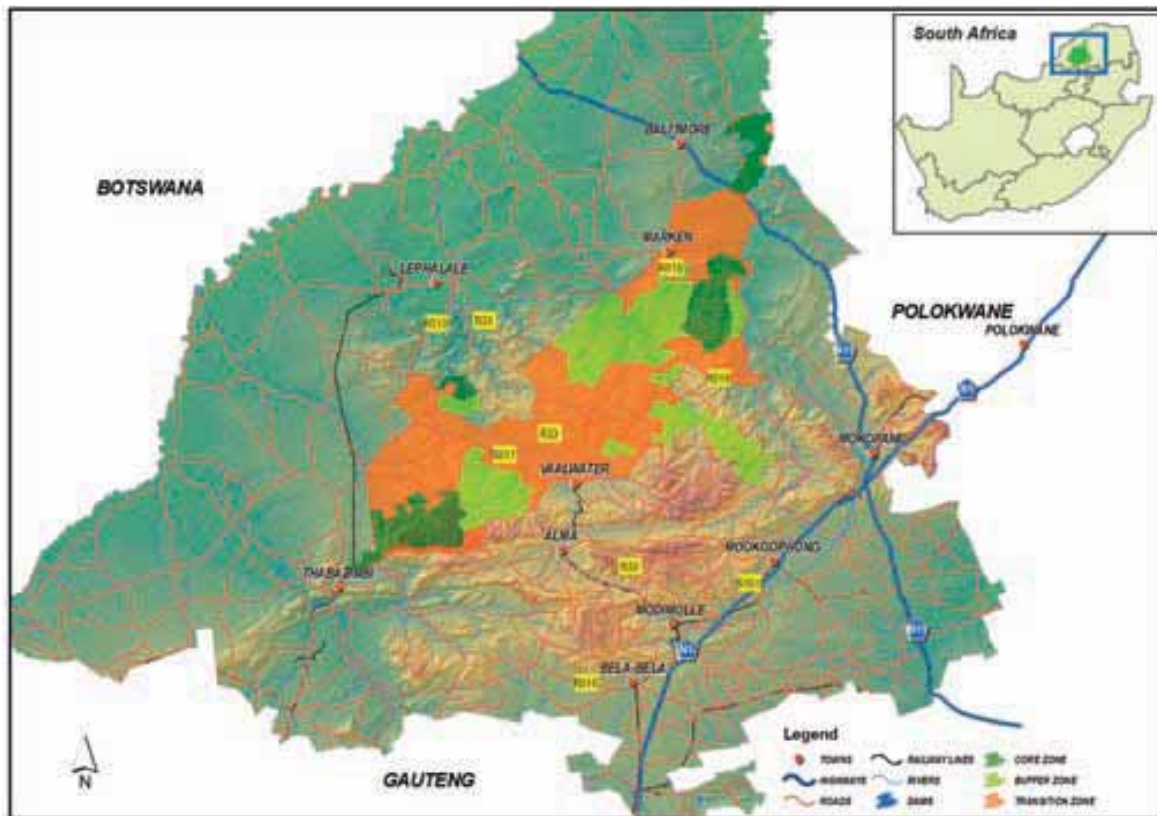 South Africa
BALTIMORE
BOTSWANA
MARKEN
LEPHALALE
POLOKWANE
POLOKWANE
MOKOPANE
R33
VAALWATER
ALMA
MOOKGOPHONG
THABAZIMBI
MODIMOLLE
N1
BELA-BELA
N
GAUTENG
Legend
TOWNS
RAILWAY LINES
CORE ZONE
HIGHWAYS
RIVERS
BUFFER ZONE
ROADS
DAMS
TRANSITION ZONE